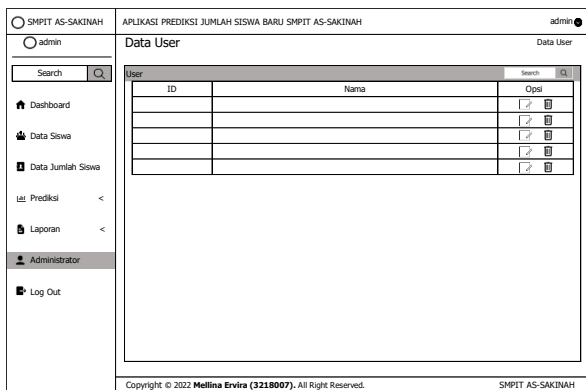 SMPIT AS-SAKINAH
APLIKASI PREDIKSI JUMLAH SISWA BARU SMPIT AS-SAKINAH
admin
admin
Data User
Data User
Search
User
Search
ID Nama Opsi
Dashboard
Data Siswa
Data Jumlah Siswa
Prediksi <
Laporan <
Administrator
Log Out
Copyright © 2022 Mellina Ervira (3218007). All Right Reserved.
SMPIT AS-SAKINAH